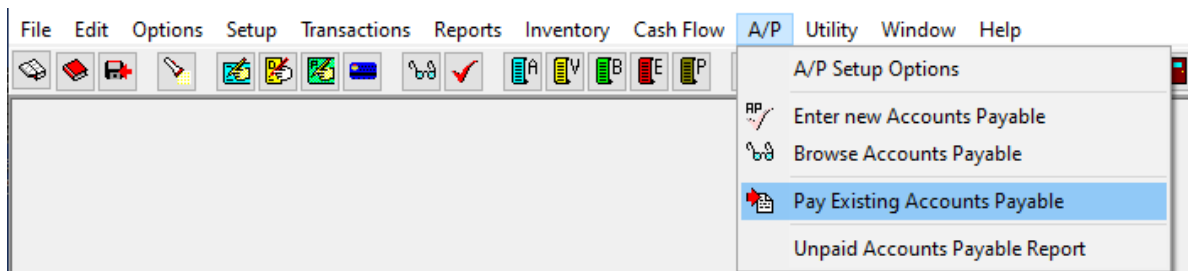 File Edit Options Setup Transactions Reports Inventory Cash Flow A/P Utility Window Help
A V B E P
A/P Setup Options
AP Enter new Accounts Payable
Browse Accounts Payable
Pay Existing Accounts Payable
Unpaid Accounts Payable Report